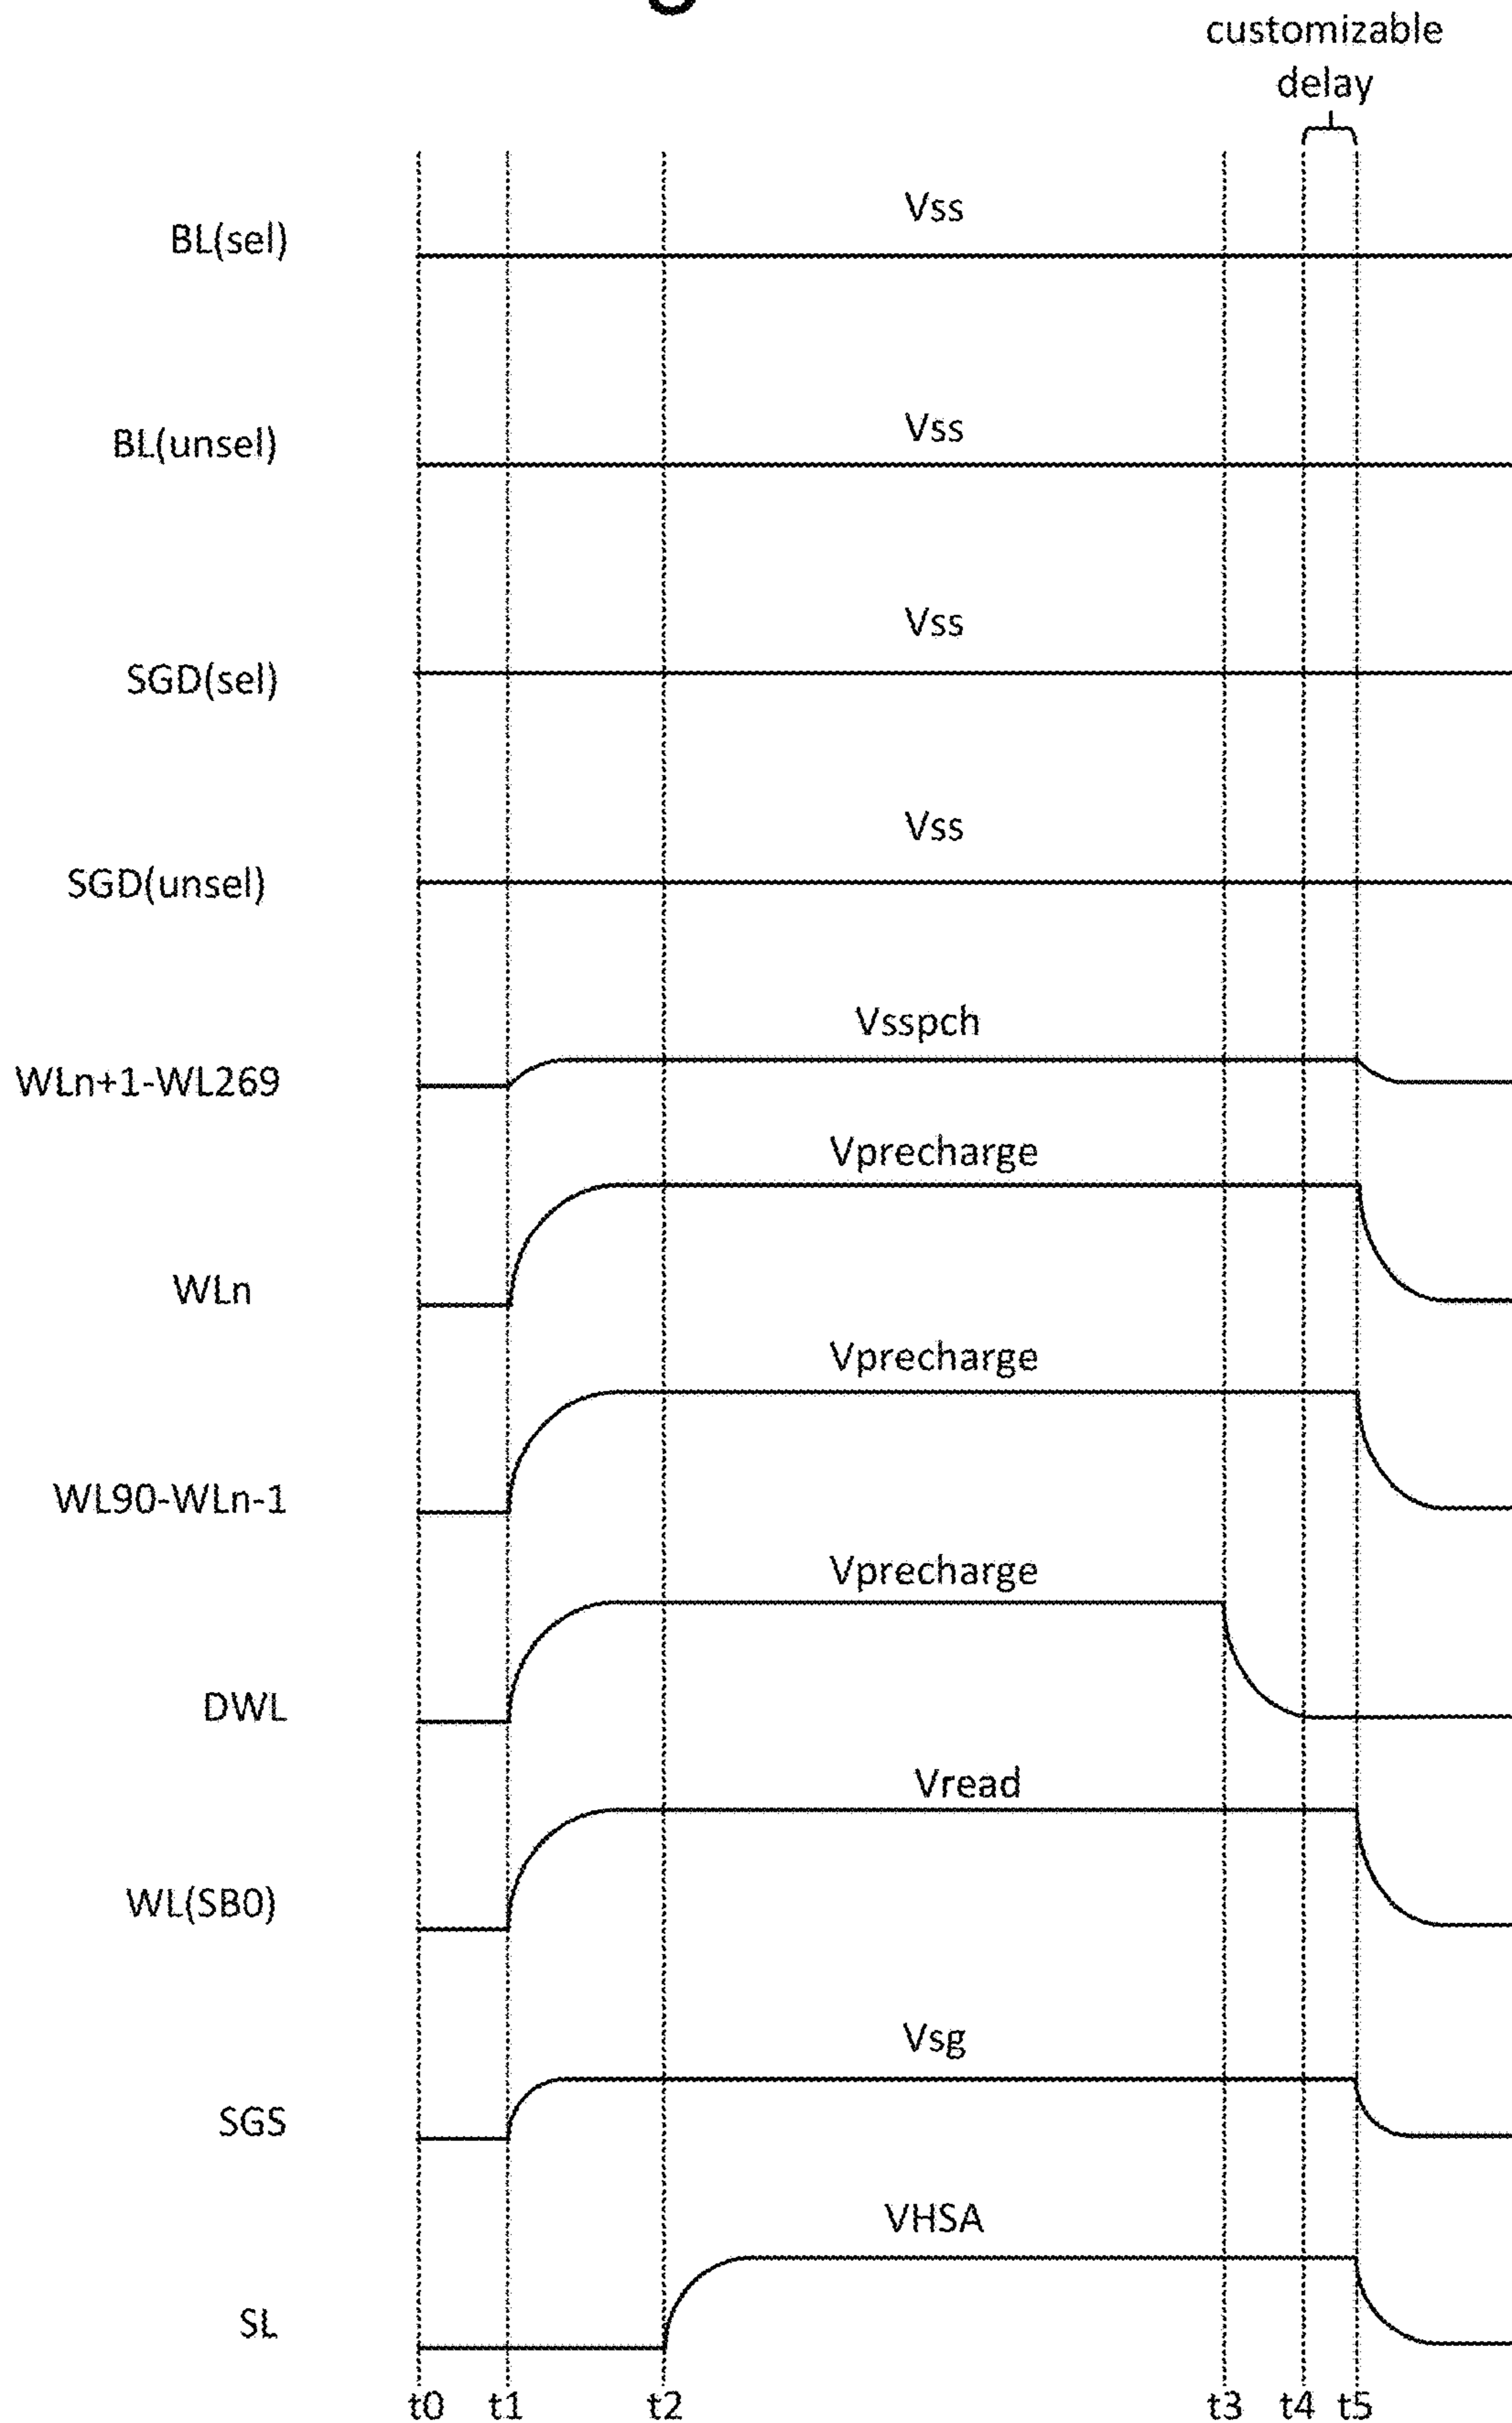 customizable
delay
Vss
BL(sel)
Vss
BL(unsel)
Vss
SGD(sel)
Vss
SGD(unsel)
Vsspch
WLn+1-WL269
Vprecharge
WLn
Vprecharge
WL90-WLn-1
Vprecharge
DWL
Vread
WL(SB0)
Vsg
SGS
VHSA
SL
t0 t1 t2 t3 t4 t5